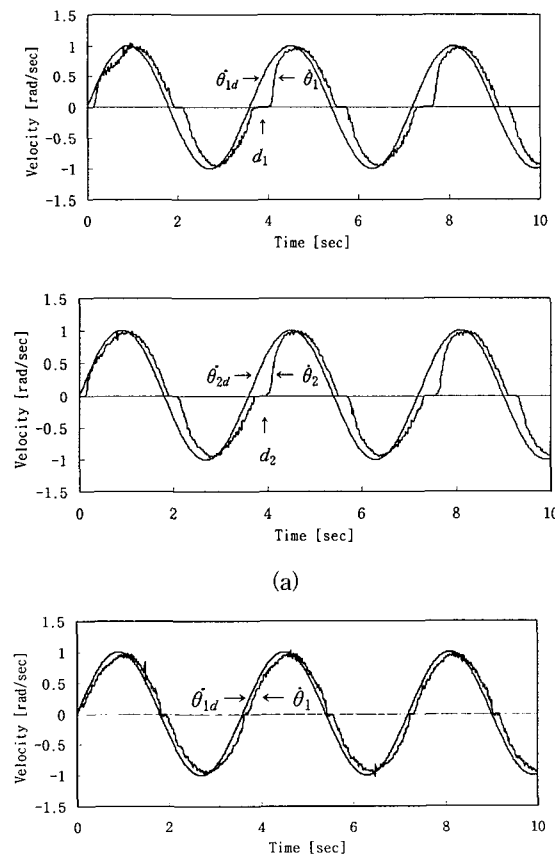 1.5
1
0.5
0
-0.5
-1
-1.5
Velocity [rad/sec]
θ̇₁d → ← θ̇₁
↑
d₁
0 2 4 6 8 10
Time [sec]
1.5
1
0.5
0
-0.5
-1
-1.5
Velocity [rad/sec]
θ̇₂d → ← θ̇₂
↑
d₂
0 2 4 6 8 10
Time [sec]
(a)
1.5
1
0.5
0
-0.5
-1
-1.5
Velocity [rad/sec]
θ̇₁d → ← θ̇₁
0 2 4 6 8 10
Time [sec]